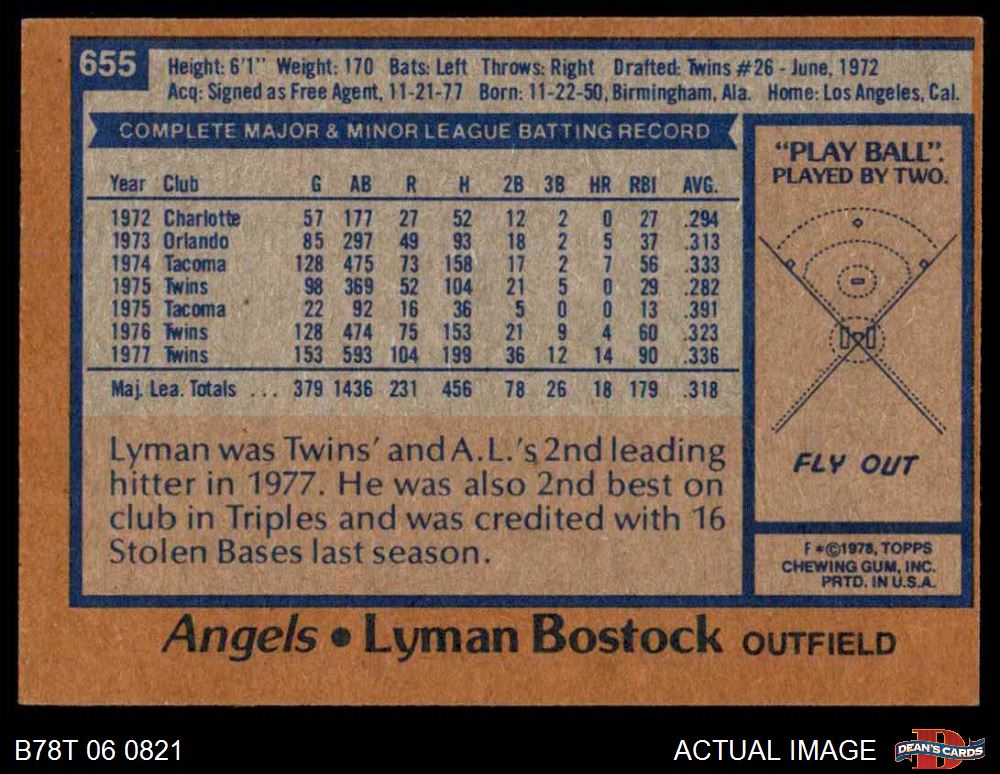 655
Height: 6'1" Weight: 170 Bats: Left Throws: Right Drafted: Twins #26 - June, 1972
Acq: Signed as Free Agent, 11-21-77 Born: 11-22-50, Birmingham, Ala. Home: Los Angeles, Cal.
COMPLETE MAJOR & MINOR LEAGUE BATTING RECORD
Year Club G AB R H 2B 3B HR RBI AVG.
1972 Charlotte 57 177 27 52 12 2 0 27 .294
1973 Orlando 85 297 49 93 18 2 5 37 .313
1974 Tacoma 128 475 73 158 17 2 7 56 .333
1975 Twins 98 369 52 104 21 5 0 29 .282
1975 Tacoma 22 92 16 36 5 0 0 13 .391
1976 Twins 128 474 75 153 21 9 4 60 .323
1977 Twins 153 593 104 199 36 12 14 90 .336
Maj. Lea. Totals ... 379 1436 231 456 78 26 18 179 .318
Lyman was Twins' and A.L.'s 2nd leading
hitter in 1977. He was also 2nd best on
club in Triples and was credited with 16
Stolen Bases last season.
"PLAY BALL".
PLAYED BY TWO.
FLY OUT
F *©1978, TOPPS
CHEWING GUM, INC.
PRTD. IN U.S.A.
Angels • Lyman Bostock OUTFIELD
B78T 06 0821
ACTUAL IMAGE
D
DEAN'S CARDS